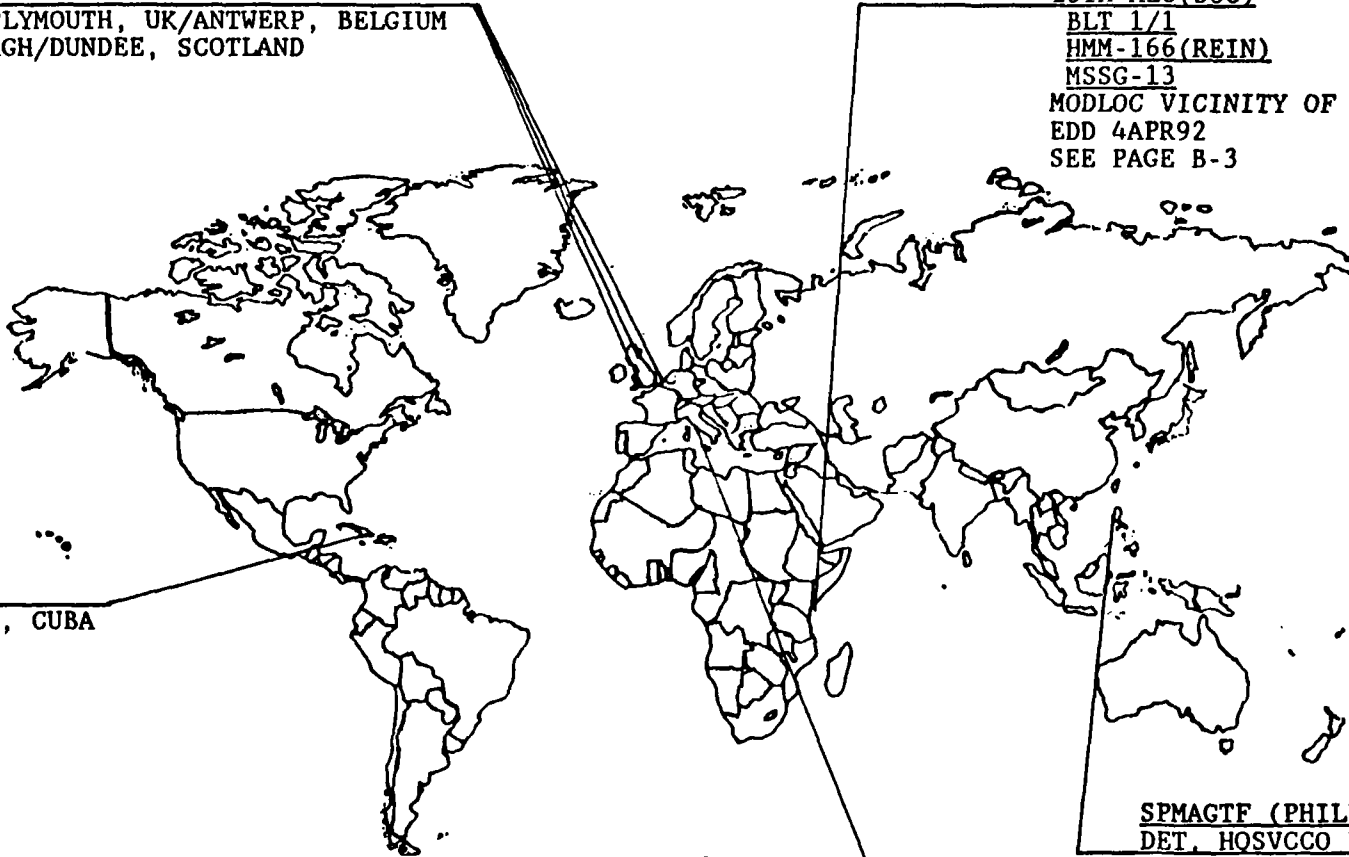 PLYMOUTH, UK/ANTWERP, BELGIUM
GH/DUNDEE, SCOTLAND
BLT 1/1
HMM-166(REIN)
MSSG-13
MODLOC VICINITY OF
EDD 4APR92
SEE PAGE B-3
, CUBA
SPMAGTF (PHIL
DET. HQSVCCO